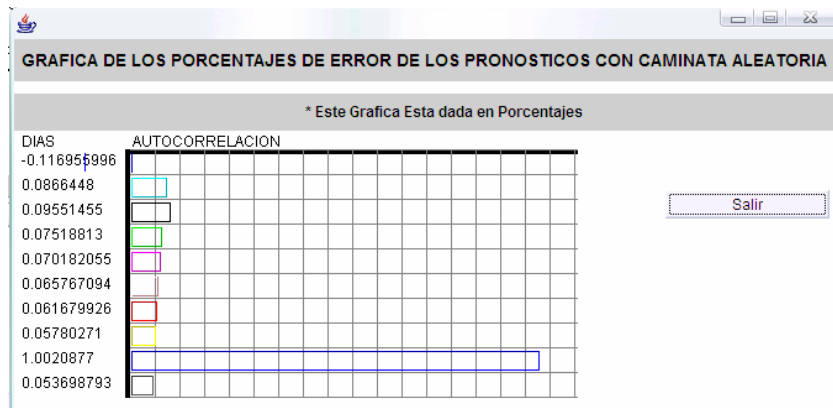 GRAFICA DE LOS PORCENTAJES DE ERROR DE LOS PRONOSTICOS CON CAMINATA ALEATORIA
* Este Grafica Esta dada en Porcentajes
DIAS AUTOCORRELACION
-0.116955996
0.0866448
0.09551455
0.07518813
0.070182055
0.065767094
0.061679926
0.05780271
1.0020877
0.053698793
Salir